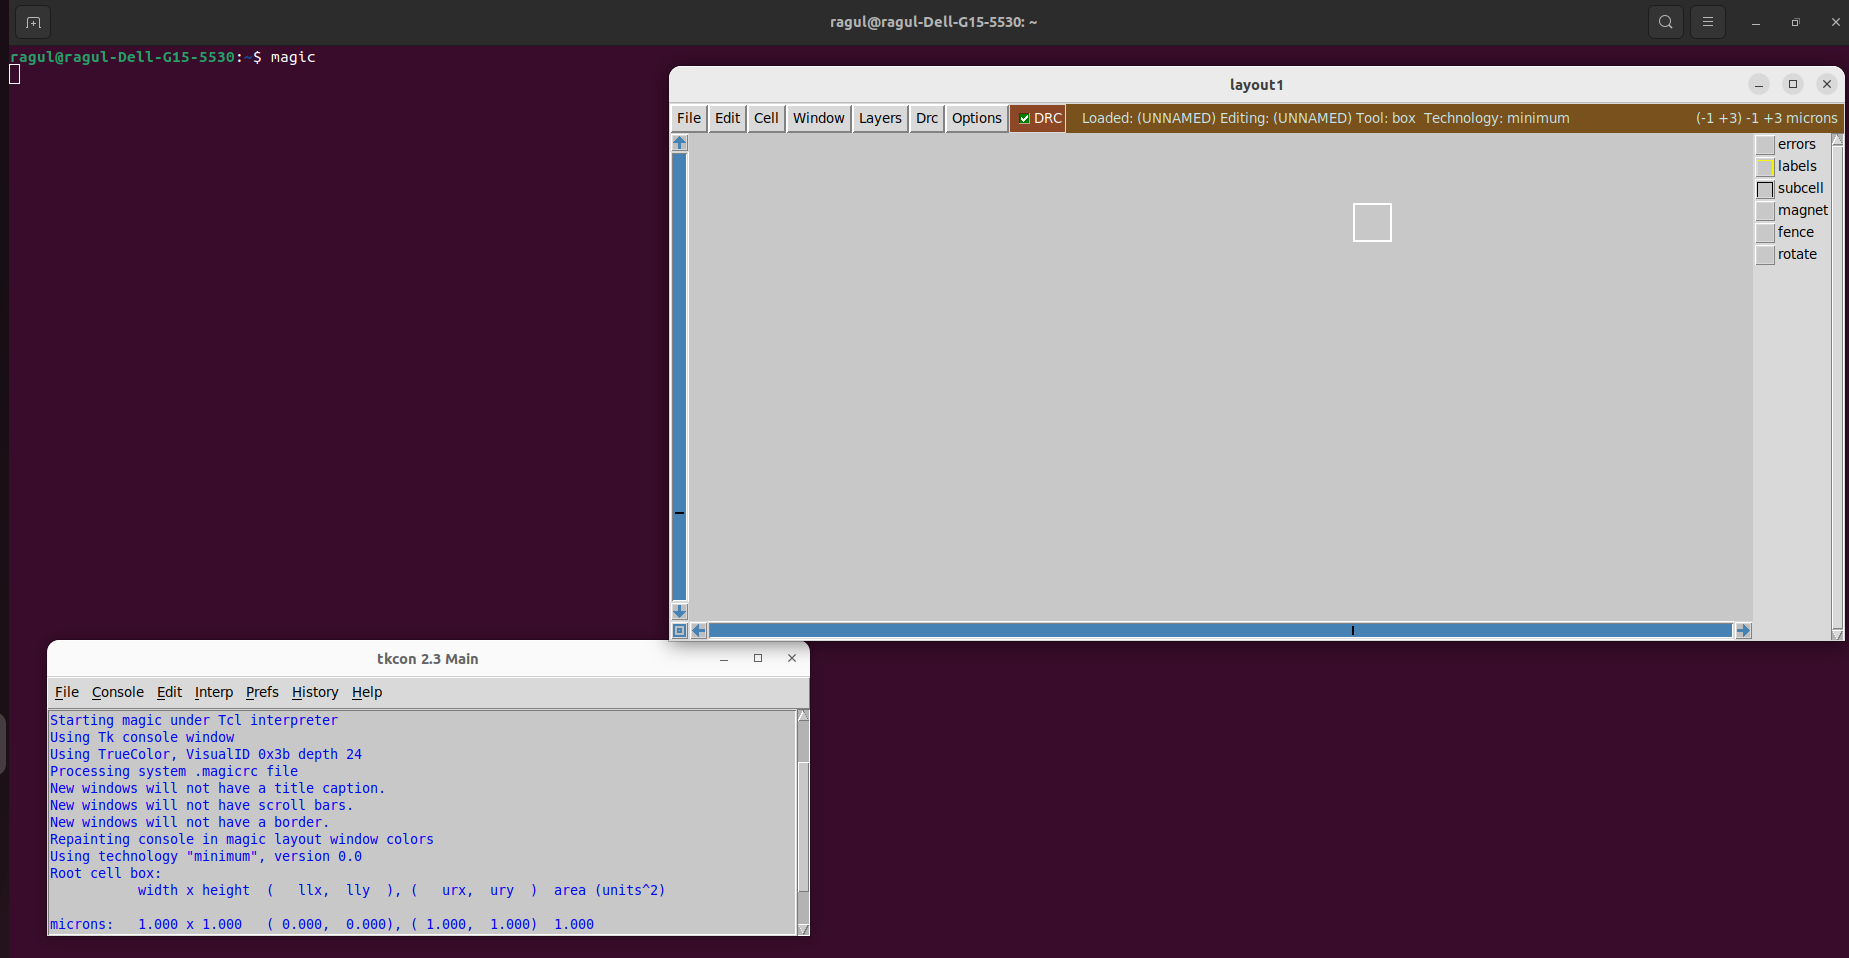 ragul@ragul-Dell-G15-5530: ~
ragul@ragul-Dell-G15-5530:~$ magic
layout1
File Edit Cell Window Layers Drc Options DRC Loaded: (UNNAMED) Editing: (UNNAMED) Tool: box Technology: minimum (-1 +3) -1 +3 microns
errors
labels
subcell
magnet
fence
rotate
tkcon 2.3 Main
File Console Edit Interp Prefs History Help
Starting magic under Tcl interpreter
Using Tk console window
Using TrueColor, VisualID 0x3b depth 24
Processing system .magicrc file
New windows will not have a title caption.
New windows will not have scroll bars.
New windows will not have a border.
Repainting console in magic layout window colors
Using technology "minimum", version 0.0
Root cell box:
width x height ( llx, lly ), ( urx, ury ) area (units^2)
microns: 1.000 x 1.000 ( 0.000, 0.000), ( 1.000, 1.000) 1.000